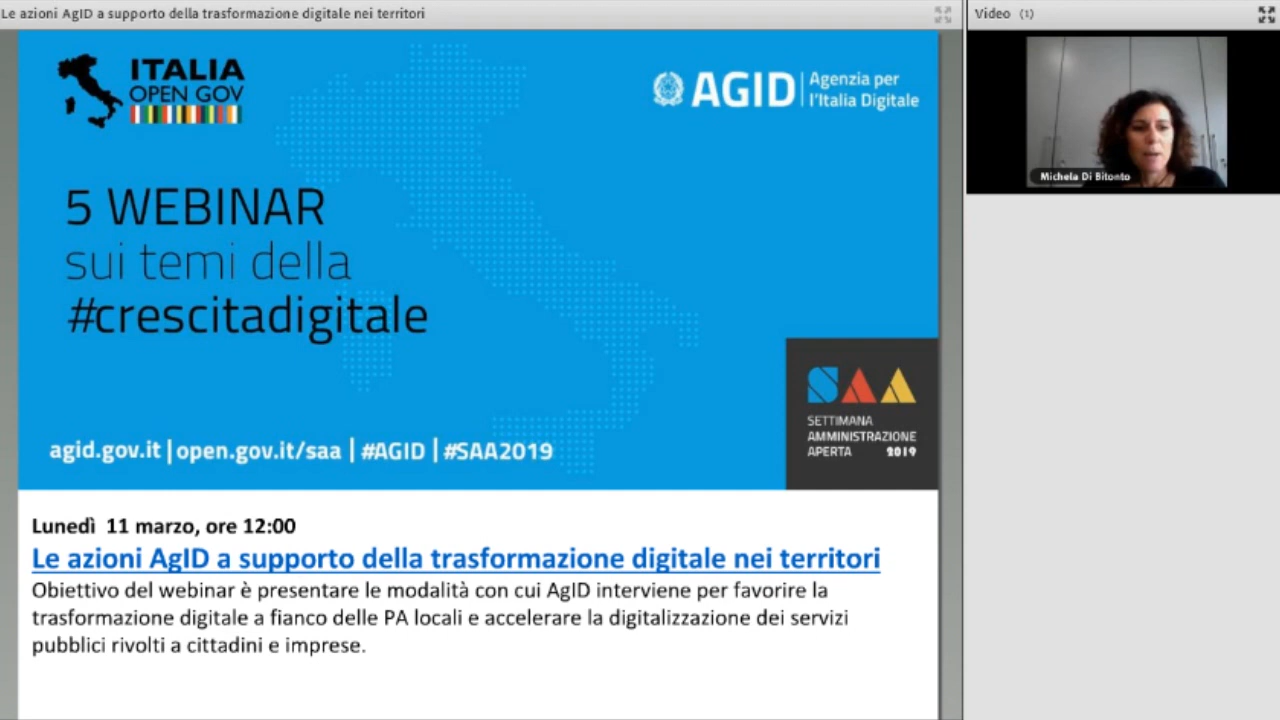 Le azioni AgID a supporto della trasformazione digitale nei territori
Video (1)
ITALIA
OPEN GOV
AGID
Agenzia per
l'Italia Digitale
Michela Di Bitonto
5 WEBINAR
sui temi della
#crescitadigitale
SAA
SETTIMANA
AMMINISTRAZIONE
APERTA 2019
agid.gov.it | open.gov.it/saa | #AGID | #SAA2019
Lunedì 11 marzo, ore 12:00
Le azioni AgID a supporto della trasformazione digitale nei territori
Obiettivo del webinar è presentare le modalità con cui AgID interviene per favorire la
trasformazione digitale a fianco delle PA locali e accelerare la digitalizzazione dei servizi
pubblici rivolti a cittadini e imprese.